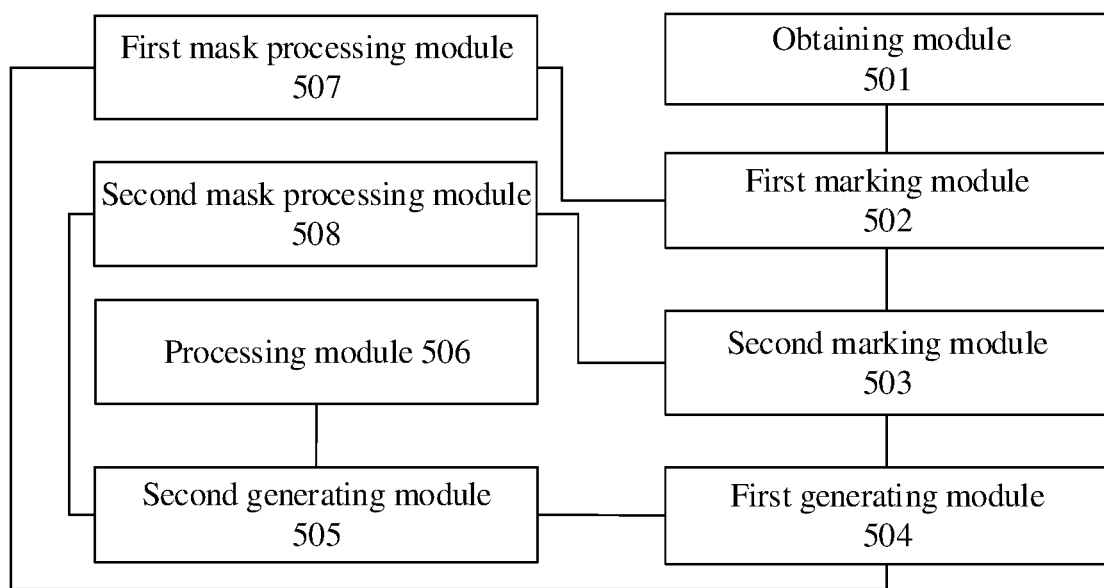 First mask processing module
507
Obtaining module
501
Second mask processing module
508
First marking module
502
Processing module 506
Second marking module
503
Second generating module
505
First generating module
504